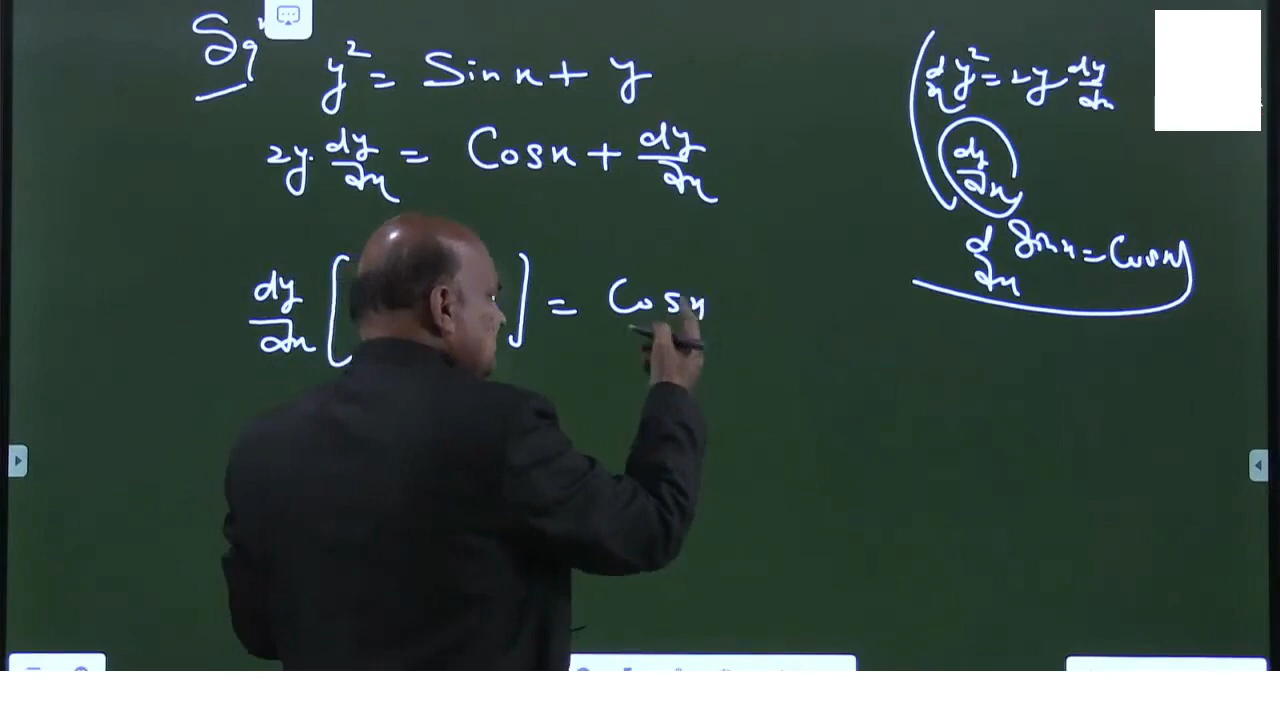 Sqⁿ
y² = Sin x + y
2y. dy/dx = Cos x + dy/dx
dy/dx [ ] = Cos x
d/dx y² = 2y dy/dx
dy/dx
d/dx Sin x = Cos x